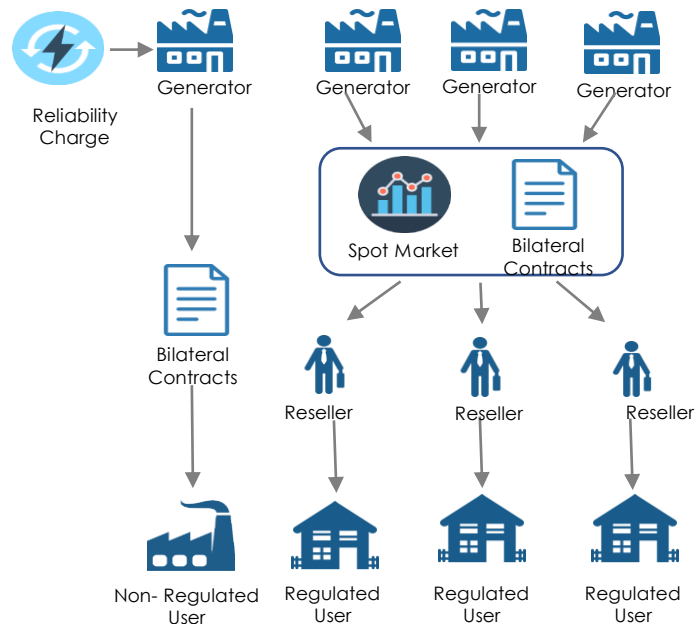 Generator
Generator
Generator
Generator
Reliability
Charge
Spot Market
Bilateral
Contracts
Bilateral
Contracts
Reseller
Reseller
Reseller
Non- Regulated
User
Regulated
User
Regulated
User
Regulated
User